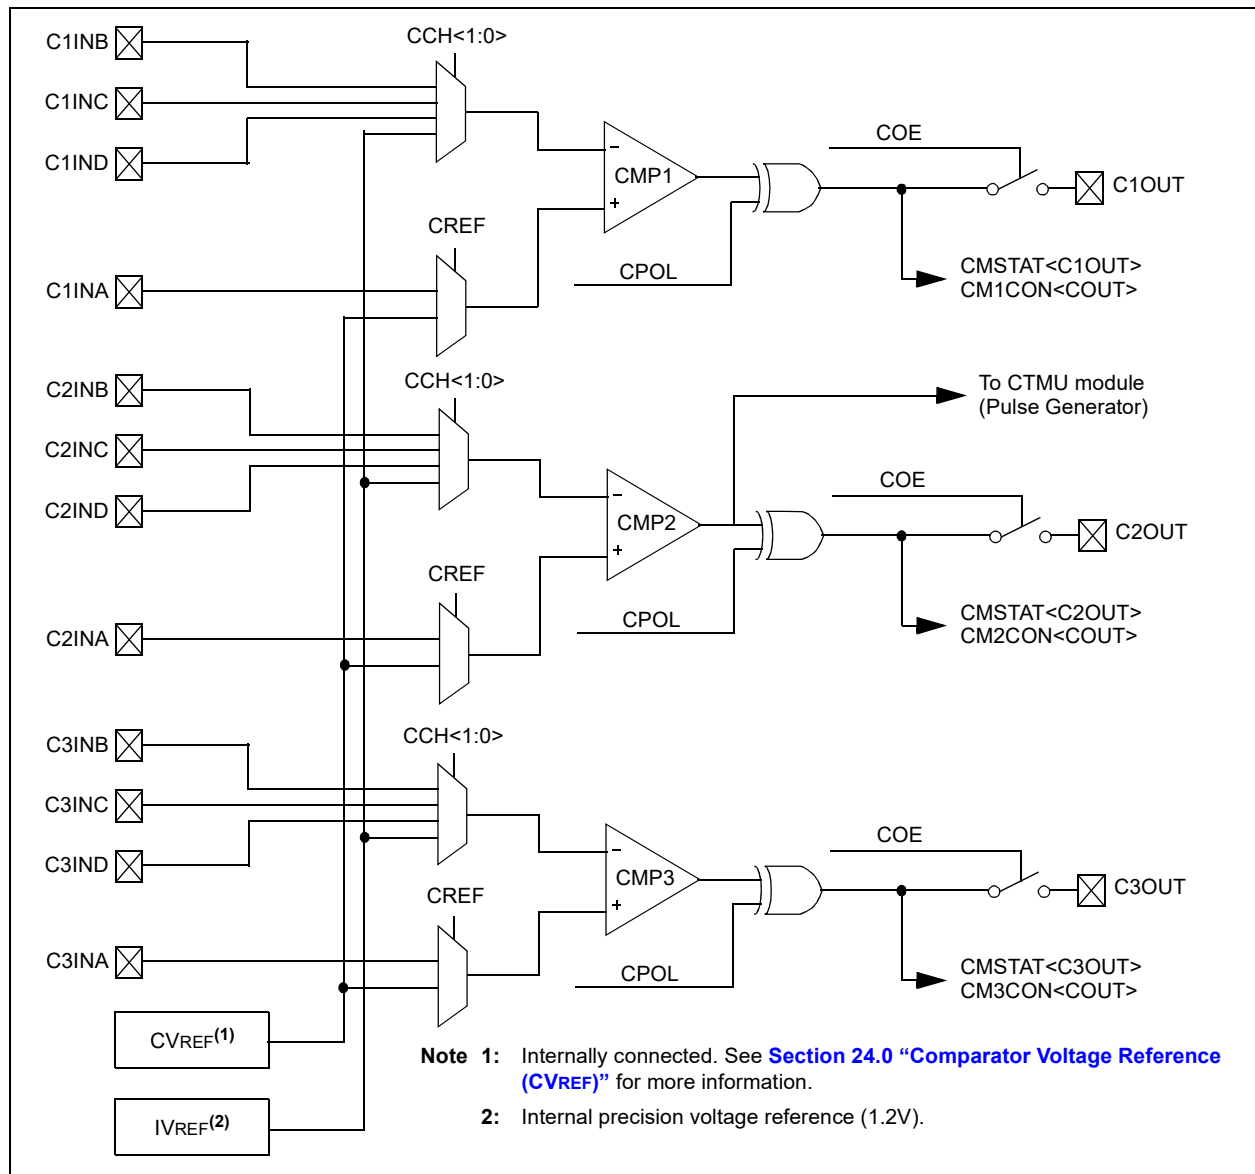 C1INB
CCH<1:0>
C1INC
C1IND
COE
CMP1
C1OUT
−
+
CREF
CPOL
C1INA
CMSTAT<C1OUT>
CM1CON<COUT>
C2INB
CCH<1:0>
To CTMU module
(Pulse Generator)
C2INC
C2IND
COE
CMP2
C2OUT
−
+
CREF
CPOL
C2INA
CMSTAT<C2OUT>
CM2CON<COUT>
C3INB
CCH<1:0>
C3INC
C3IND
COE
CMP3
C3OUT
−
+
CREF
CPOL
C3INA
CMSTAT<C3OUT>
CM3CON<COUT>
CVREF(1)
IVREF(2)
Note 1: Internally connected. See Section 24.0 “Comparator Voltage Reference
(CVREF)” for more information.
2: Internal precision voltage reference (1.2V).